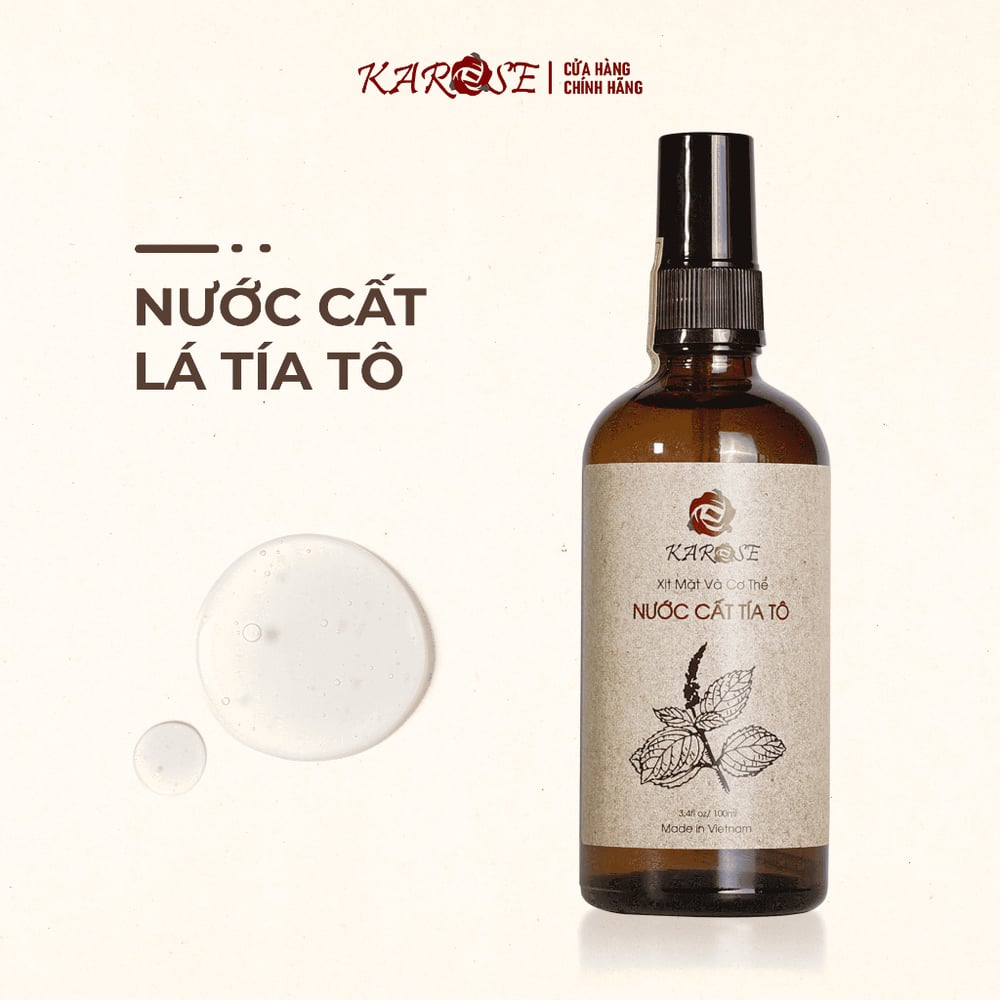 KAROSE
CỬA HÀNG
CHÍNH HÃNG
NƯỚC CẤT
LÁ TÍA TÔ
KAROSE
Xịt Mặt Và Cơ Thể
NƯỚC CẤT TÍA TÔ
3.4fl oz/ 100ml
Made in Vietnam